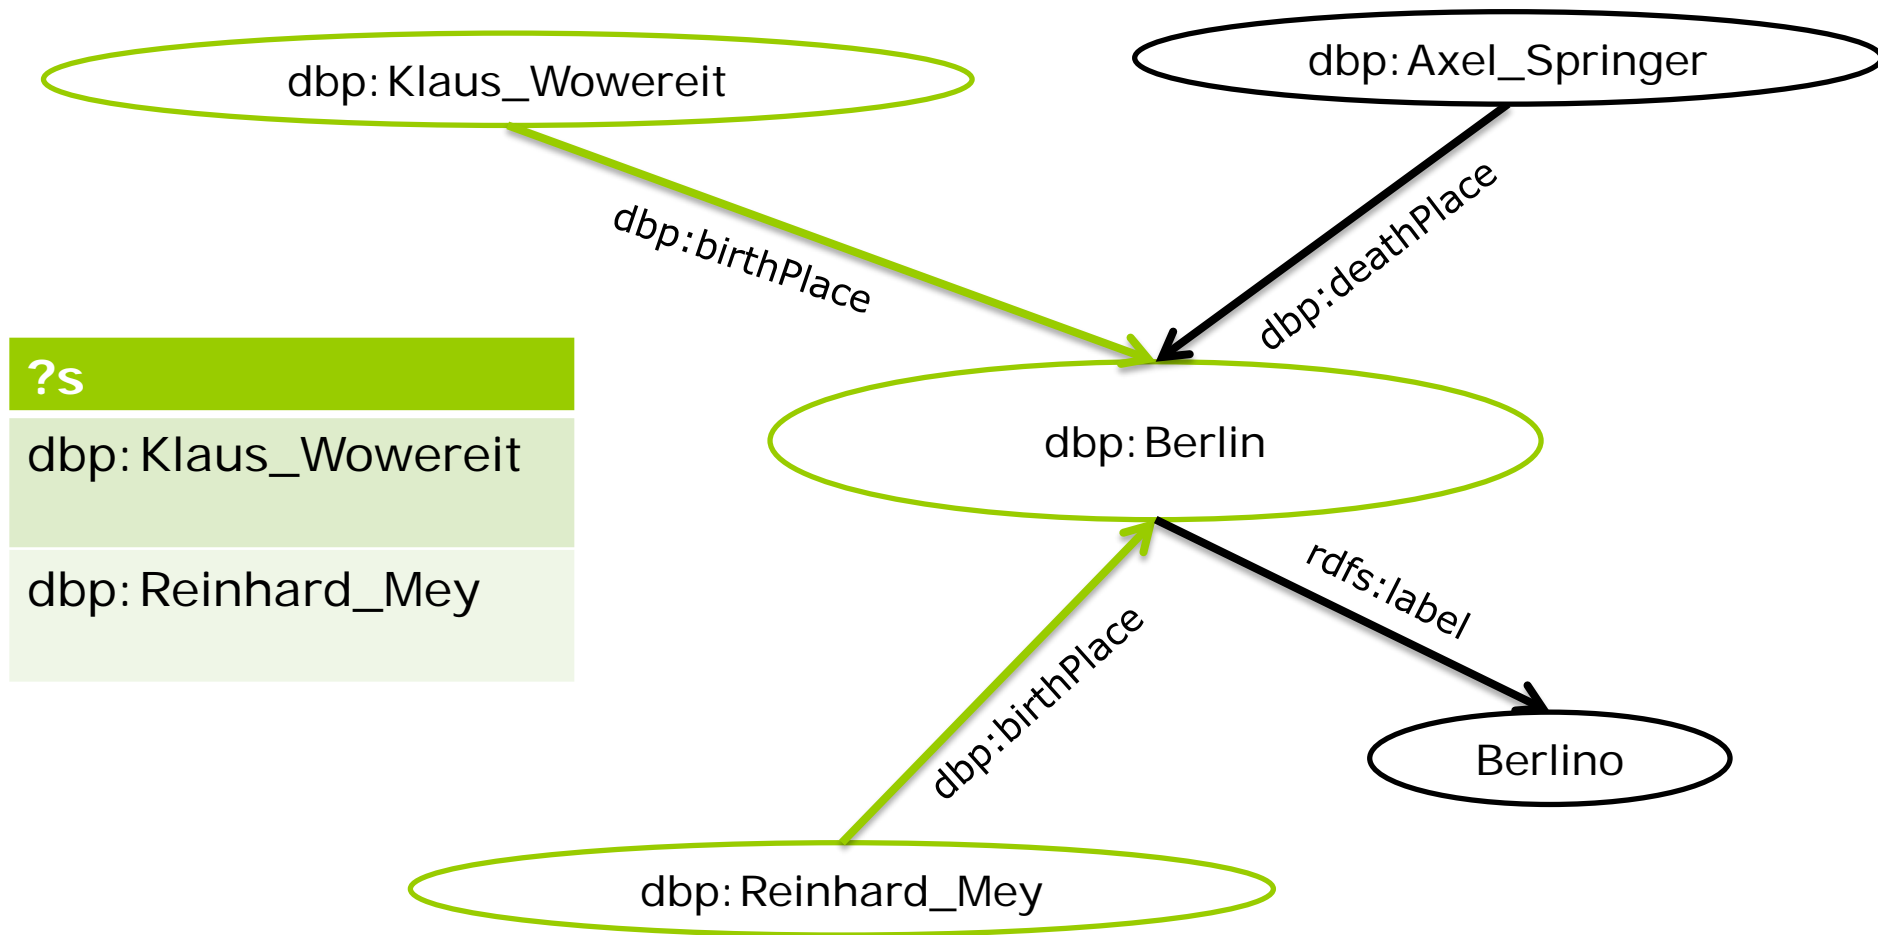 dbp:Klaus_Wowereit
dbp:Axel_Springer
dbp:birthPlace
dbp:deathPlace
?s
dbp:Klaus_Wowereit
dbp:Reinhard_Mey
dbp:Berlin
rdfs:label
dbp:birthPlace
Berlino
dbp:Reinhard_Mey